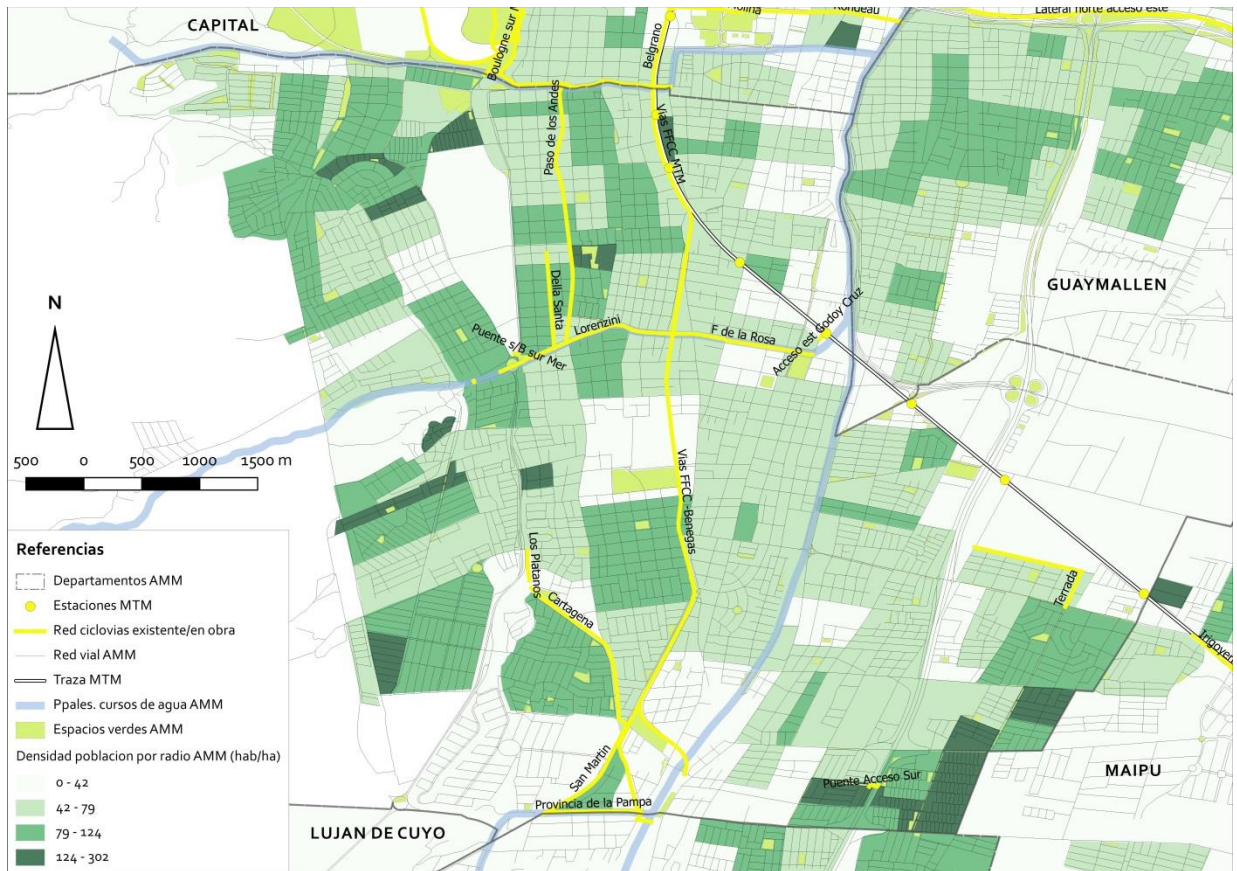 CAPITAL
Boulogne sur M
Belgrano
Molina
Rondeau
Lateral norte acceso este
Paso de los Andes
Vias FFCC MTM
GUAYMALLEN
N
Della Santa
Lorenzini
Puente s/B sur Mer
F de la Rosa
Acceso est Godoy Cruz
500 0 500 1000 1500 m
Vias FFCC -Benegas
Los Platanos
Cartagena
Terrada
Irigoyen
San Martin
Provincia de la Pampa
Puente Acceso Sur
MAIPU
LUJAN DE CUYO
Referencias
Departamentos AMM
Estaciones MTM
Red ciclovias existente/en obra
Red vial AMM
Traza MTM
Ppales. cursos de agua AMM
Espacios verdes AMM
Densidad poblacion por radio AMM (hab/ha)
0 - 42
42 - 79
79 - 124
124 - 302